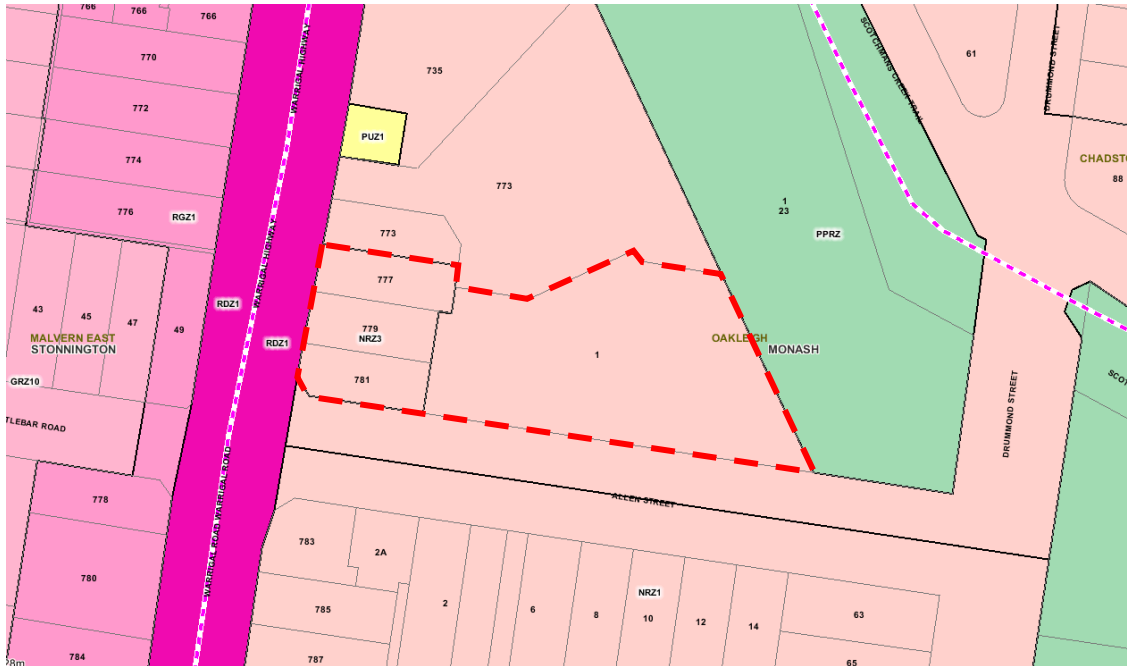 766
766
766
770
772
774
776
RGZ1
WARRIGAL HIGHWAY
735
PUZ1
773
773
777
779
NRZ3
781
1
1
23
PPRZ
SCOTCHMANS CREEK TRAIL
61
DRUMMOND STREET
88
43
45
47
49
MALVERN EAST
STONNINGTON
GRZ10
RDZ1
WARRIGAL HIGHWAY
RDZ1
OAKLEIGH
MONASH
DRUMMOND STREET
ALLEN STREET
778
780
784
WARRIGAL ROAD WARRIGAL ROAD
783
2A
785
787
2
6
8
NRZ1
10
12
14
63
65